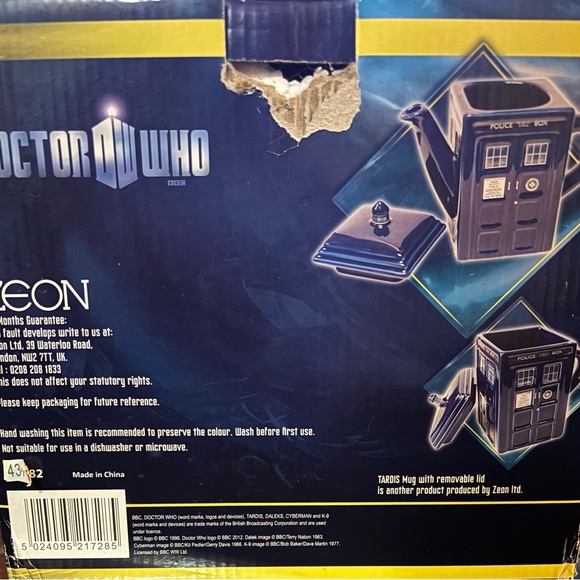 DOCTOR WHO
BBC
POLICE BOX
ZEON
Months Guarantee:
fault develops write to us at:
on Ltd, 39 Waterloo Road,
ndon, NW2 7TT, UK.
l : 0208 208 1833
his does not affect your statutory rights.
Please keep packaging for future reference.
POLICE BOX
Hand washing this item is recommended to preserve the colour. Wash before first use.
Not suitable for use in a dishwasher or microwave.
43
82
Made in China
TARDIS Mug with removable lid
is another product produced by Zeon ltd.
5 024095 217285
BBC, DOCTOR WHO (word marks, logos and devices), TARDIS, DALEKS, CYBERMAN and K-9
(word marks and devices) are trade marks of the British Broadcasting Corporation and are used
under licence.
BBC logo © BBC 1996. Doctor Who logo © BBC 2012. Dalek image © BBC/Terry Nation 1963.
Cyberman image © BBC/Kit Pedler/Gerry Davis 1966. K-9 image © BBC/Bob Baker/Dave Martin 1977.
Licensed by BBC WW Ltd.